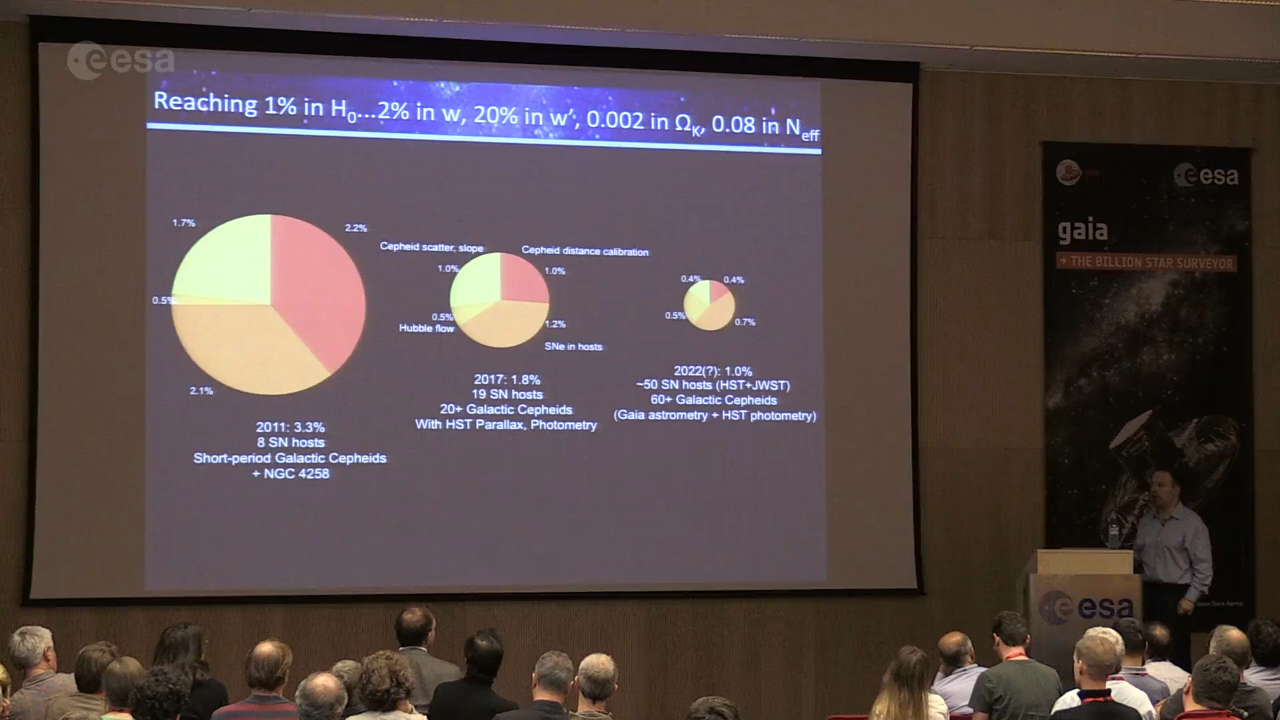 esa
Reaching 1% in H0...2% in w, 20% in w', 0.002 in ΩK, 0.08 in Neff
1.7%
2.2%
0.5%
2.1%
2011: 3.3%
8 SN hosts
Short-period Galactic Cepheids
+ NGC 4258
Cepheid scatter, slope
Cepheid distance calibration
1.0%
1.0%
0.5%
Hubble flow
1.2%
SNe in hosts
2017: 1.8%
19 SN hosts
20+ Galactic Cepheids
With HST Parallax, Photometry
0.4%
0.4%
0.5%
0.7%
2022(?): 1.0%
~50 SN hosts (HST+JWST)
60+ Galactic Cepheids
(Gaia astrometry + HST photometry)
esa
gaia
→ THE BILLION STAR SURVEYOR
esa